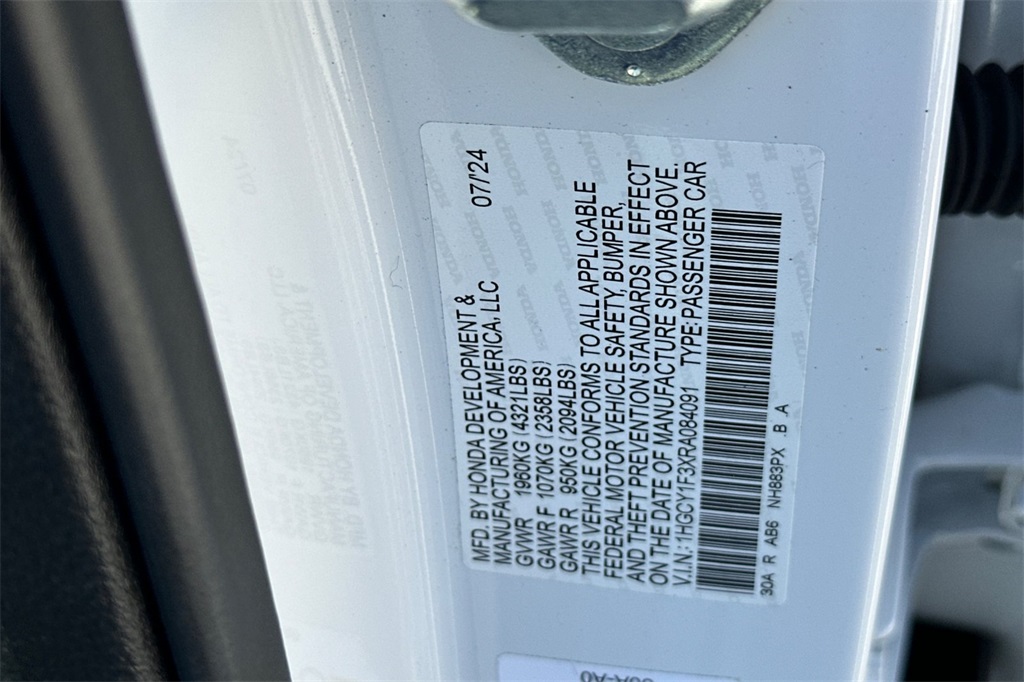 MFD. BY HONDA DEVELOPMENT &
MANUFACTURING OF AMERICA, LLC 07/'24
GVWR 1960KG (4321LBS)
GAWR F 1070KG (2358LBS)
GAWR R 950KG (2094LBS)
THIS VEHICLE CONFORMS TO ALL APPLICABLE
FEDERAL MOTOR VEHICLE SAFETY, BUMPER,
AND THEFT PREVENTION STANDARDS IN EFFECT
ON THE DATE OF MANUFACTURE SHOWN ABOVE.
V.I.N.: 1HGCY1F3XRA084091 TYPE: PASSENGER CAR
30A R AB6 NH883PX .B .A
HONDA